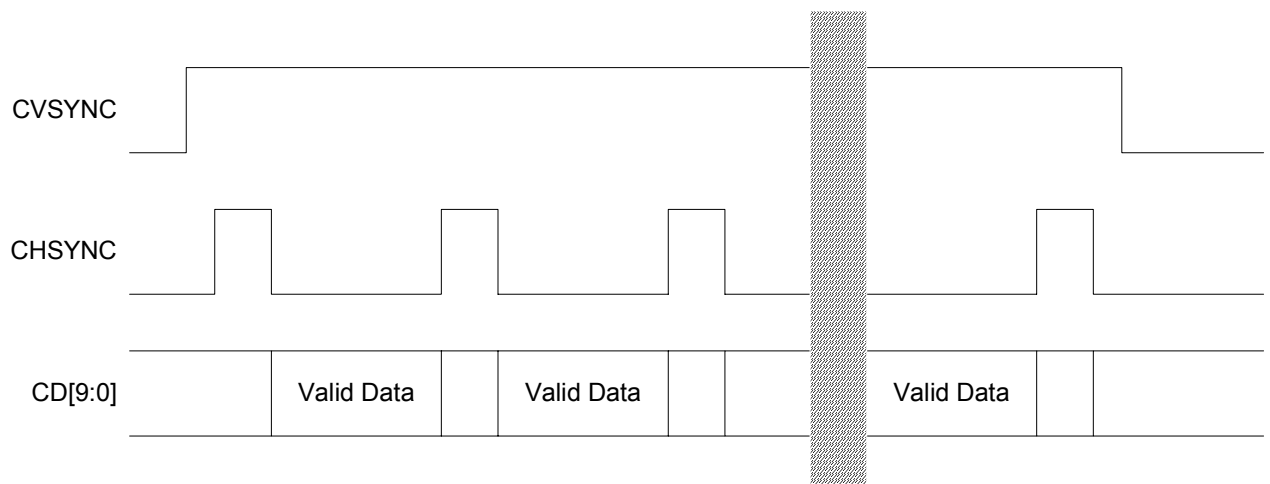 CVSYNC
CHSYNC
CD[9:0] Valid Data Valid Data Valid Data